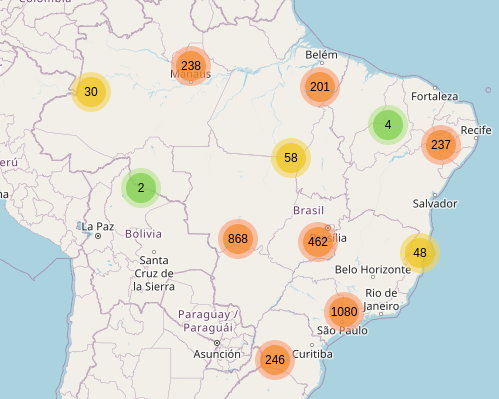 Colombia
Belém
238
Manaus
201
30
Fortaleza
4
Recife
237
58
Perú
2
Salvador
Brasil
La Paz
Bolivia
868
462
48
Santa
Cruz de
la Sierra
Belo Horizonte
Rio de
Janeiro
1080
Paraguay /
Paraguái
São Paulo
Asunción
246
Curitiba